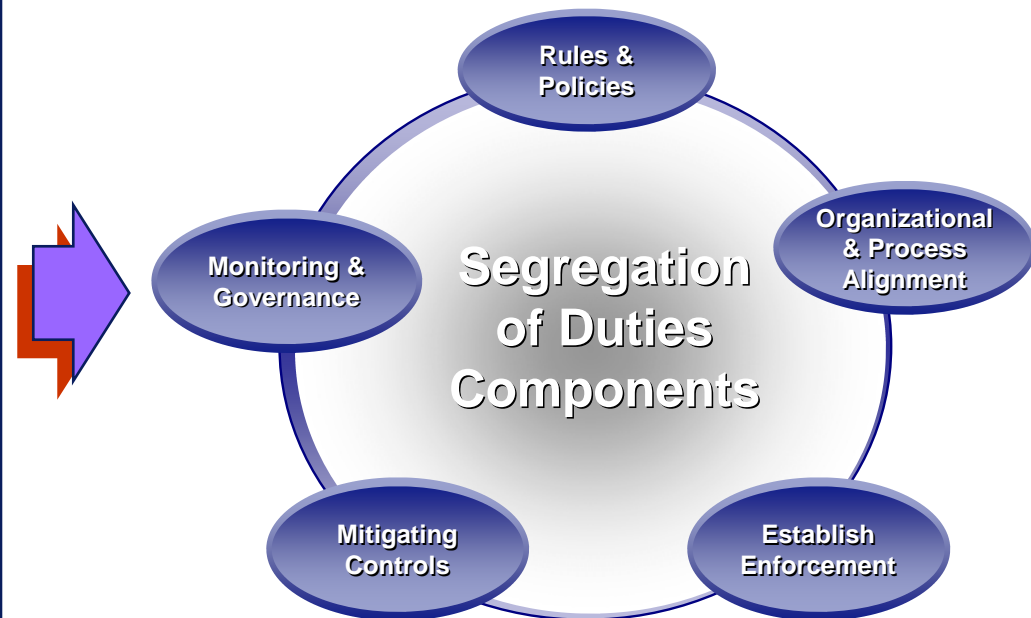 Rules &
Policies
Organizational
& Process
Alignment
Monitoring &
Governance
Segregation
of Duties
Components
Mitigating
Controls
Establish
Enforcement